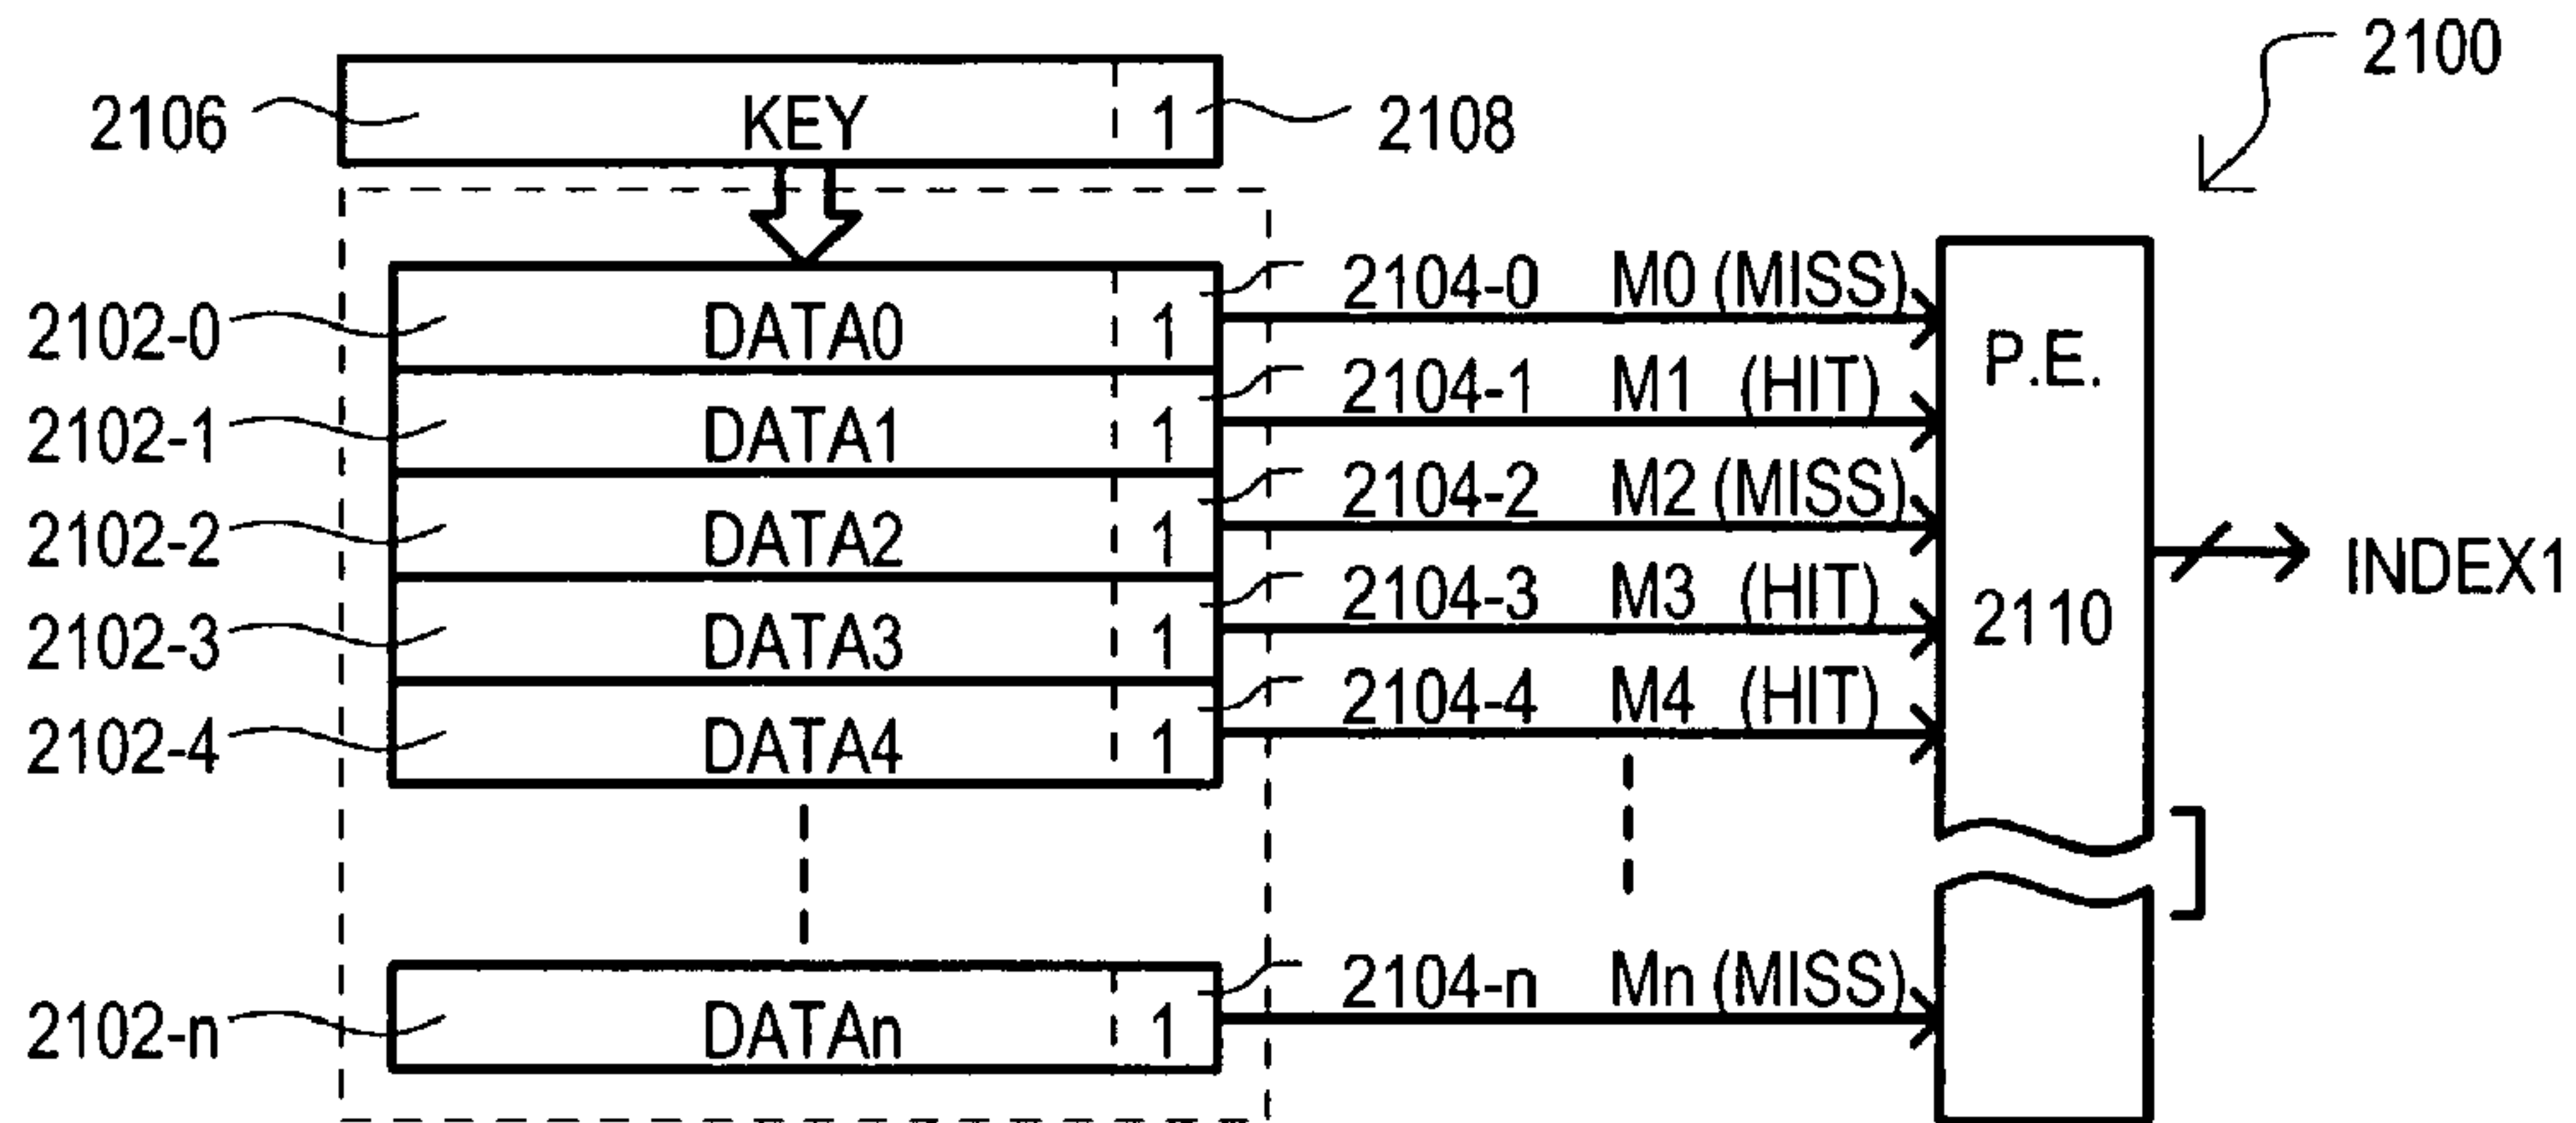 2100
2106 KEY 1 2108
2102-0 DATA0 1 2104-0 M0 (MISS)
P.E.
2102-1 DATA1 1 2104-1 M1 (HIT)
2102-2 DATA2 1 2104-2 M2 (MISS)
INDEX1
2102-3 DATA3 1 2104-3 M3 (HIT) 2110
2102-4 DATA4 1 2104-4 M4 (HIT)
2102-n DATAn 1 2104-n Mn (MISS)